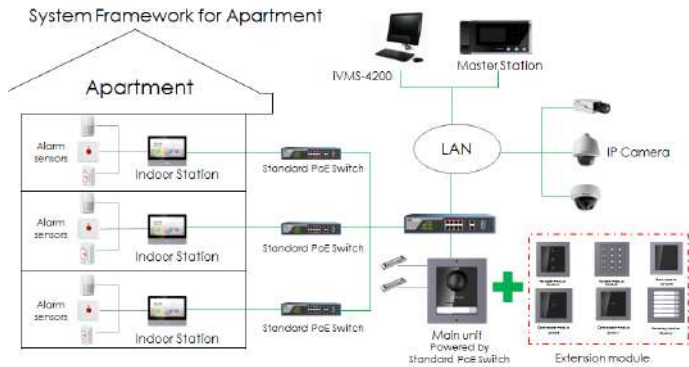 System Framework for Apartment
iVMS-4200
Master Station
Apartment
LAN
IP Camera
Alarm
sensors
Indoor Station
Standard PoE Switch
Alarm
sensors
Indoor Station
Standard PoE Switch
Alarm
sensors
Indoor Station
Standard PoE Switch
Main unit
Powered by
Standard PoE Switch
Extension module